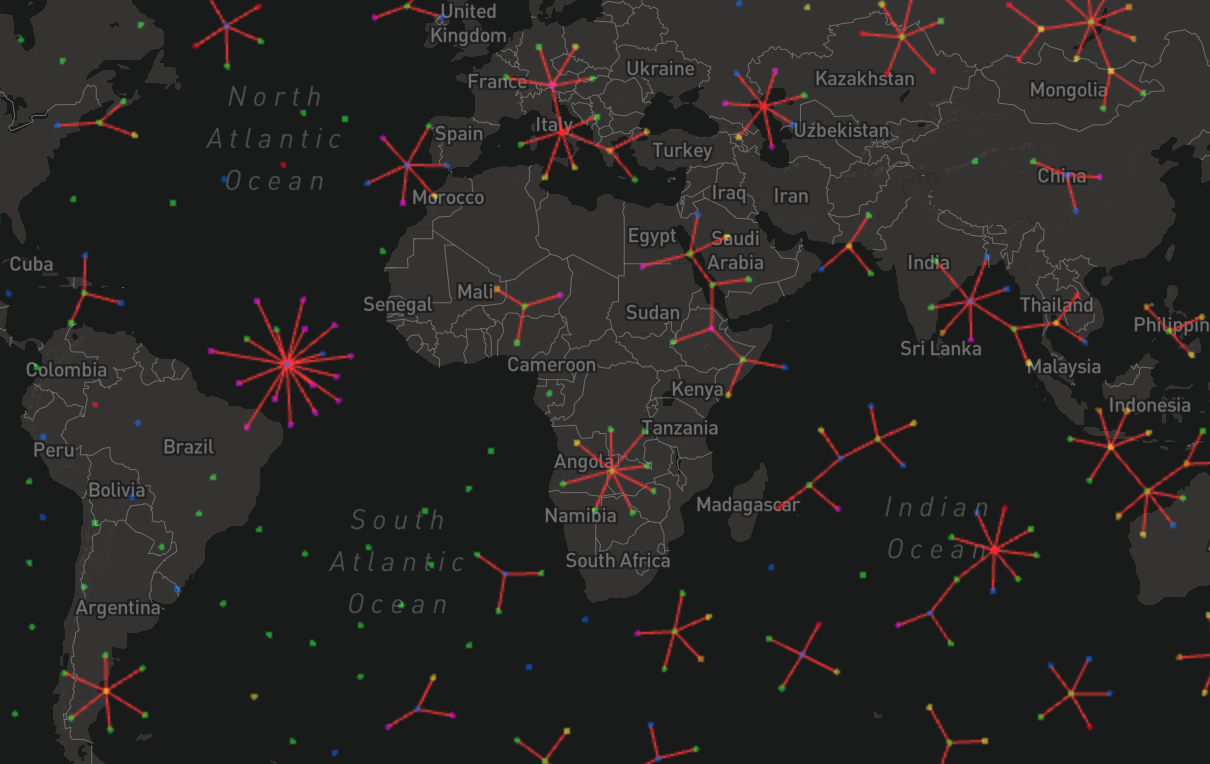 United
Kingdom
Ukraine
France
Kazakhstan
Mongolia
North
Atlantic
Ocean
Spain
Italy
Uzbekistan
Turkey
China
Morocco
Iraq
Iran
Egypt
Saudi
Arabia
India
Cuba
Mali
Senegal
Sudan
Thailand
Philippin
Sri Lanka
Colombia
Cameroon
Kenya
Malaysia
Indonesia
Tanzania
Peru
Brazil
Angola
Bolivia
Madagascar
Namibia
Indian
Ocean
South
Atlantic
Ocean
South Africa
Argentina